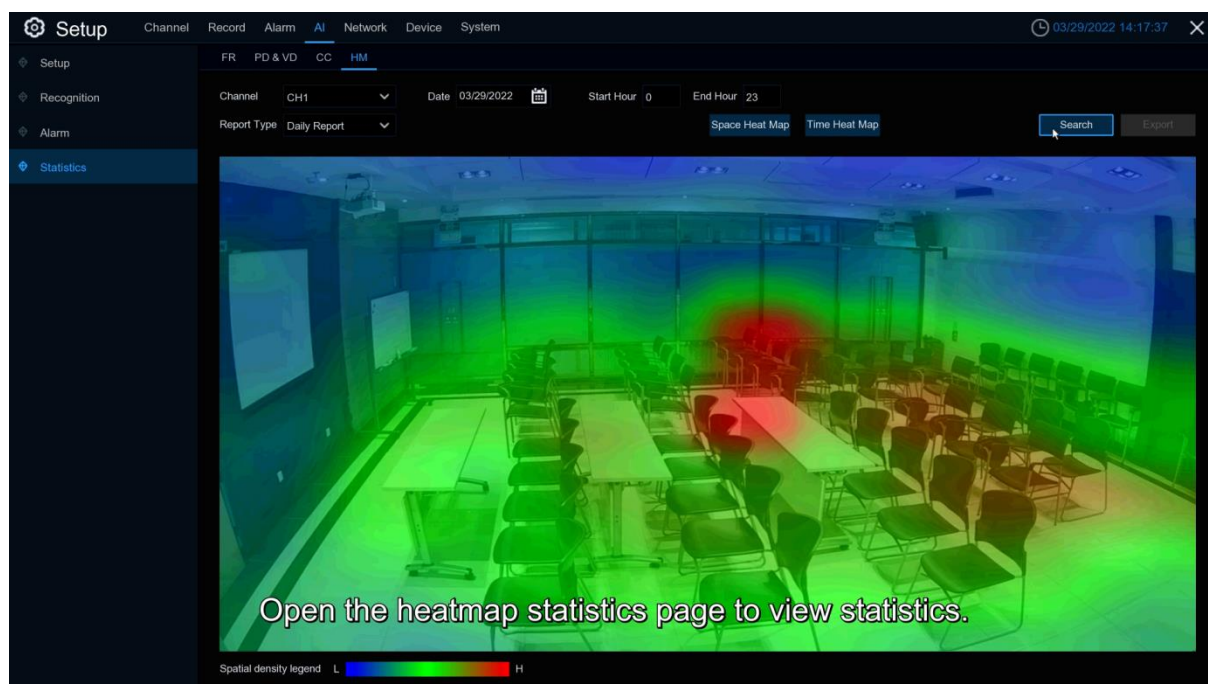 Setup Channel Record Alarm AI Network Device System 03/29/2022 14:17:37
Setup
Recognition
Alarm
Statistics
FR PD & VD CC HM
Channel CH1 Date 03/29/2022 Start Hour 0 End Hour 23
Report Type Daily Report Space Heat Map Time Heat Map Search Export
Open the heatmap statistics page to view statistics.
Spatial density legend L H